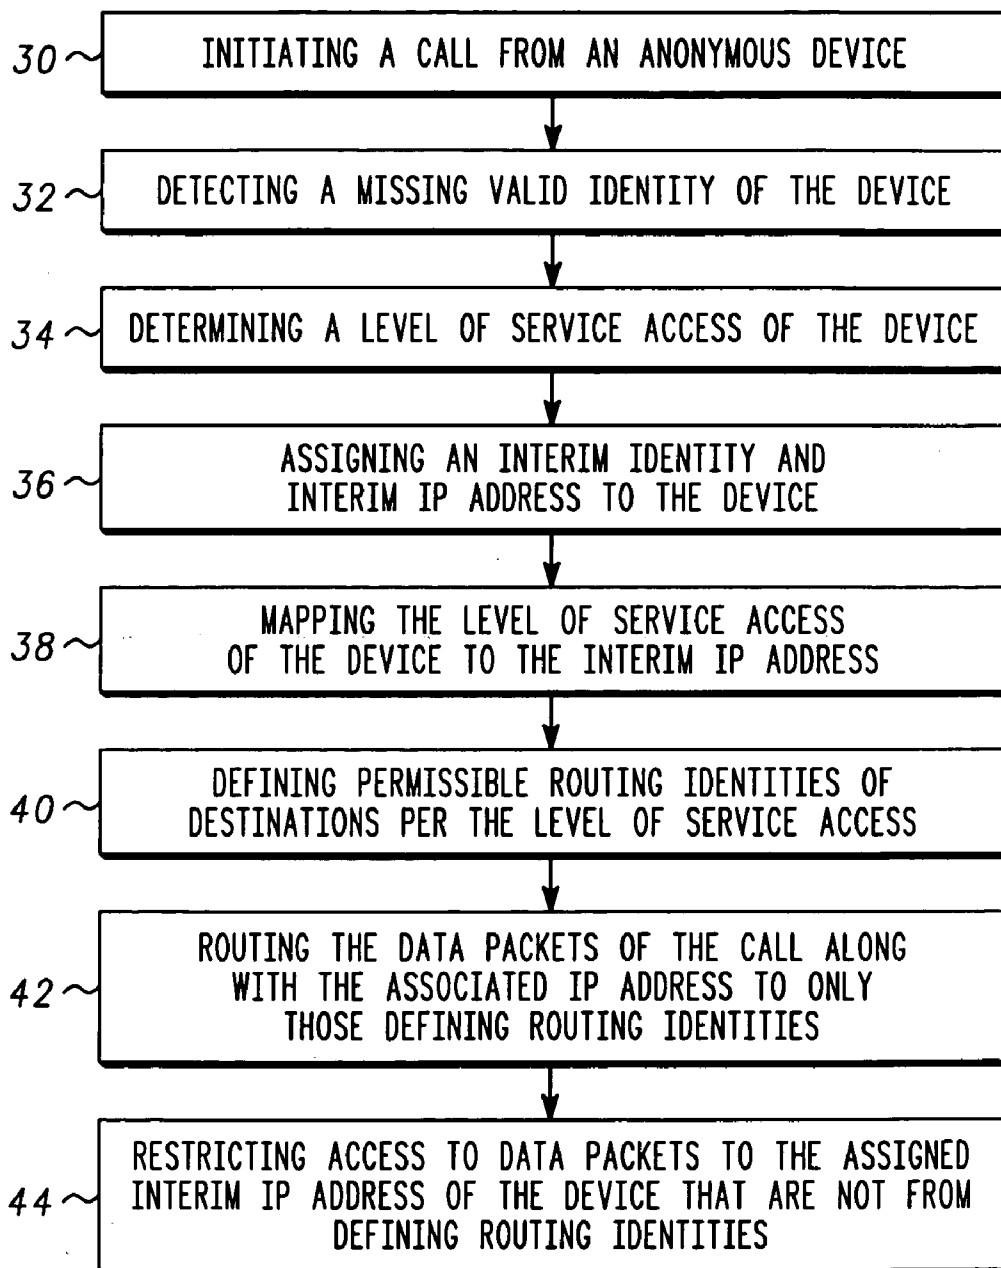 30 INITIATING A CALL FROM AN ANONYMOUS DEVICE
32 DETECTING A MISSING VALID IDENTITY OF THE DEVICE
34 DETERMINING A LEVEL OF SERVICE ACCESS OF THE DEVICE
36 ASSIGNING AN INTERIM IDENTITY AND
INTERIM IP ADDRESS TO THE DEVICE
38 MAPPING THE LEVEL OF SERVICE ACCESS
OF THE DEVICE TO THE INTERIM IP ADDRESS
40 DEFINING PERMISSIBLE ROUTING IDENTITIES OF
DESTINATIONS PER THE LEVEL OF SERVICE ACCESS
42 ROUTING THE DATA PACKETS OF THE CALL ALONG
WITH THE ASSOCIATED IP ADDRESS TO ONLY
THOSE DEFINING ROUTING IDENTITIES
44 RESTRICTING ACCESS TO DATA PACKETS TO THE ASSIGNED
INTERIM IP ADDRESS OF THE DEVICE THAT ARE NOT FROM
DEFINING ROUTING IDENTITIES